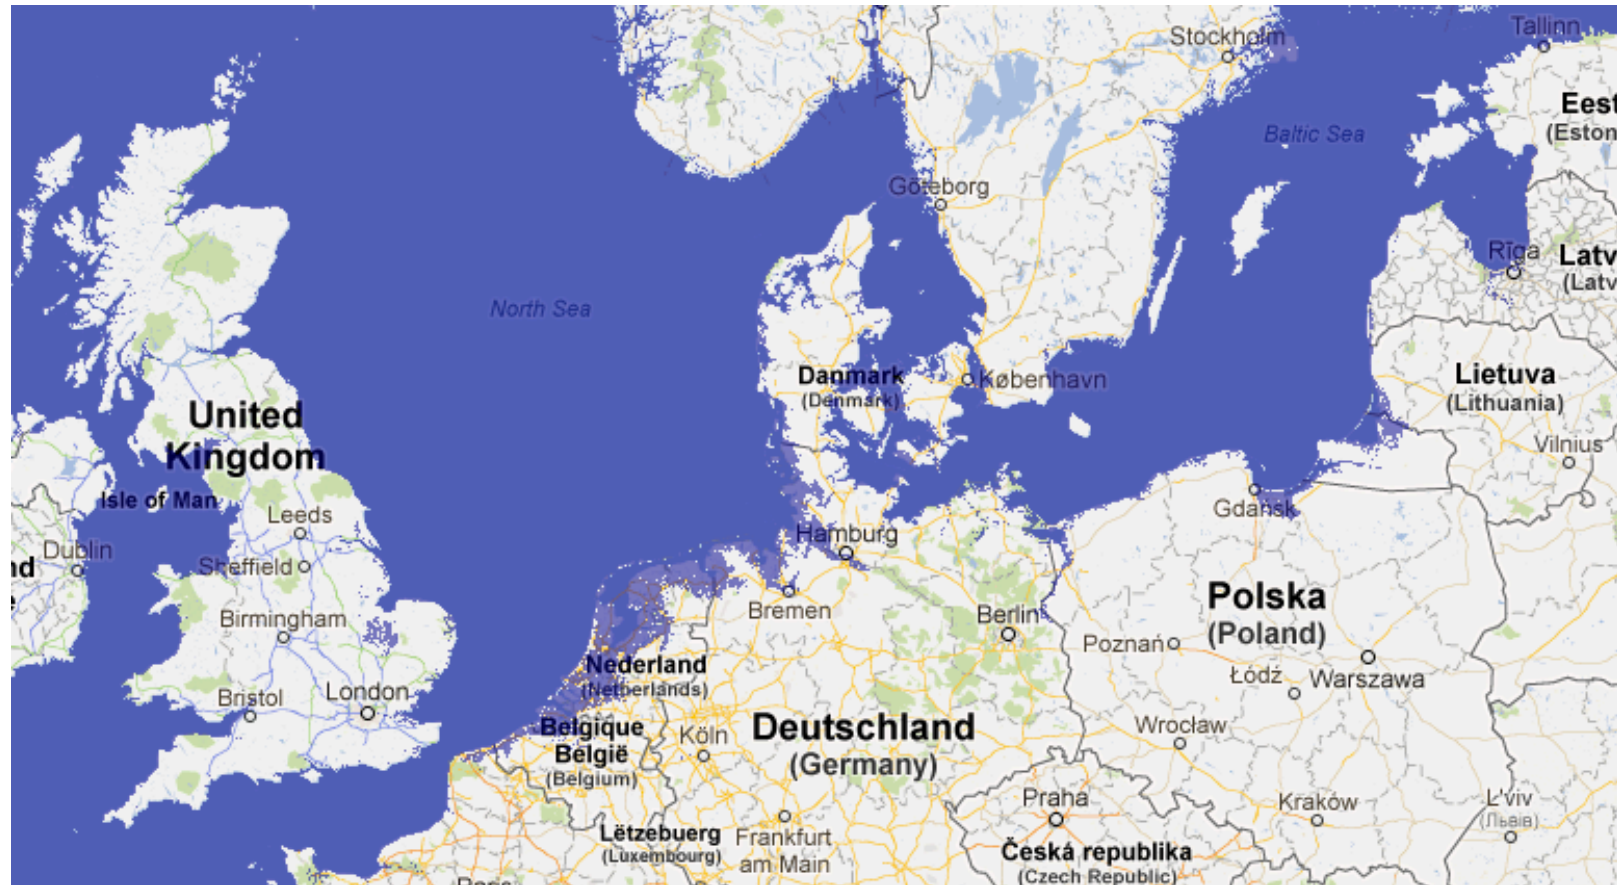 Stockholm
Tallinn
Baltic Sea
Eest
(Eston
Göteborg
Rīga
Latv
(Latv
North Sea
Danmark
(Denmark)
København
Lietuva
(Lithuania)
Vilnius
United
Kingdom
Isle of Man
Leeds
Gdańsk
Hamburg
Dublin
nd
Sheffield
Bremen
Polska
(Poland)
Berlin
Birmingham
Poznań
Nederland
(Netherlands)
Łódź
Warszawa
Bristol
London
Belgique
België
(Belgium)
Köln
Deutschland
(Germany)
Wrocław
Praha
Kraków
L'viv
(Львів)
Lëtzebuerg
(Luxembourg)
Frankfurt
am Main
Česká republika
(Czech Republic)